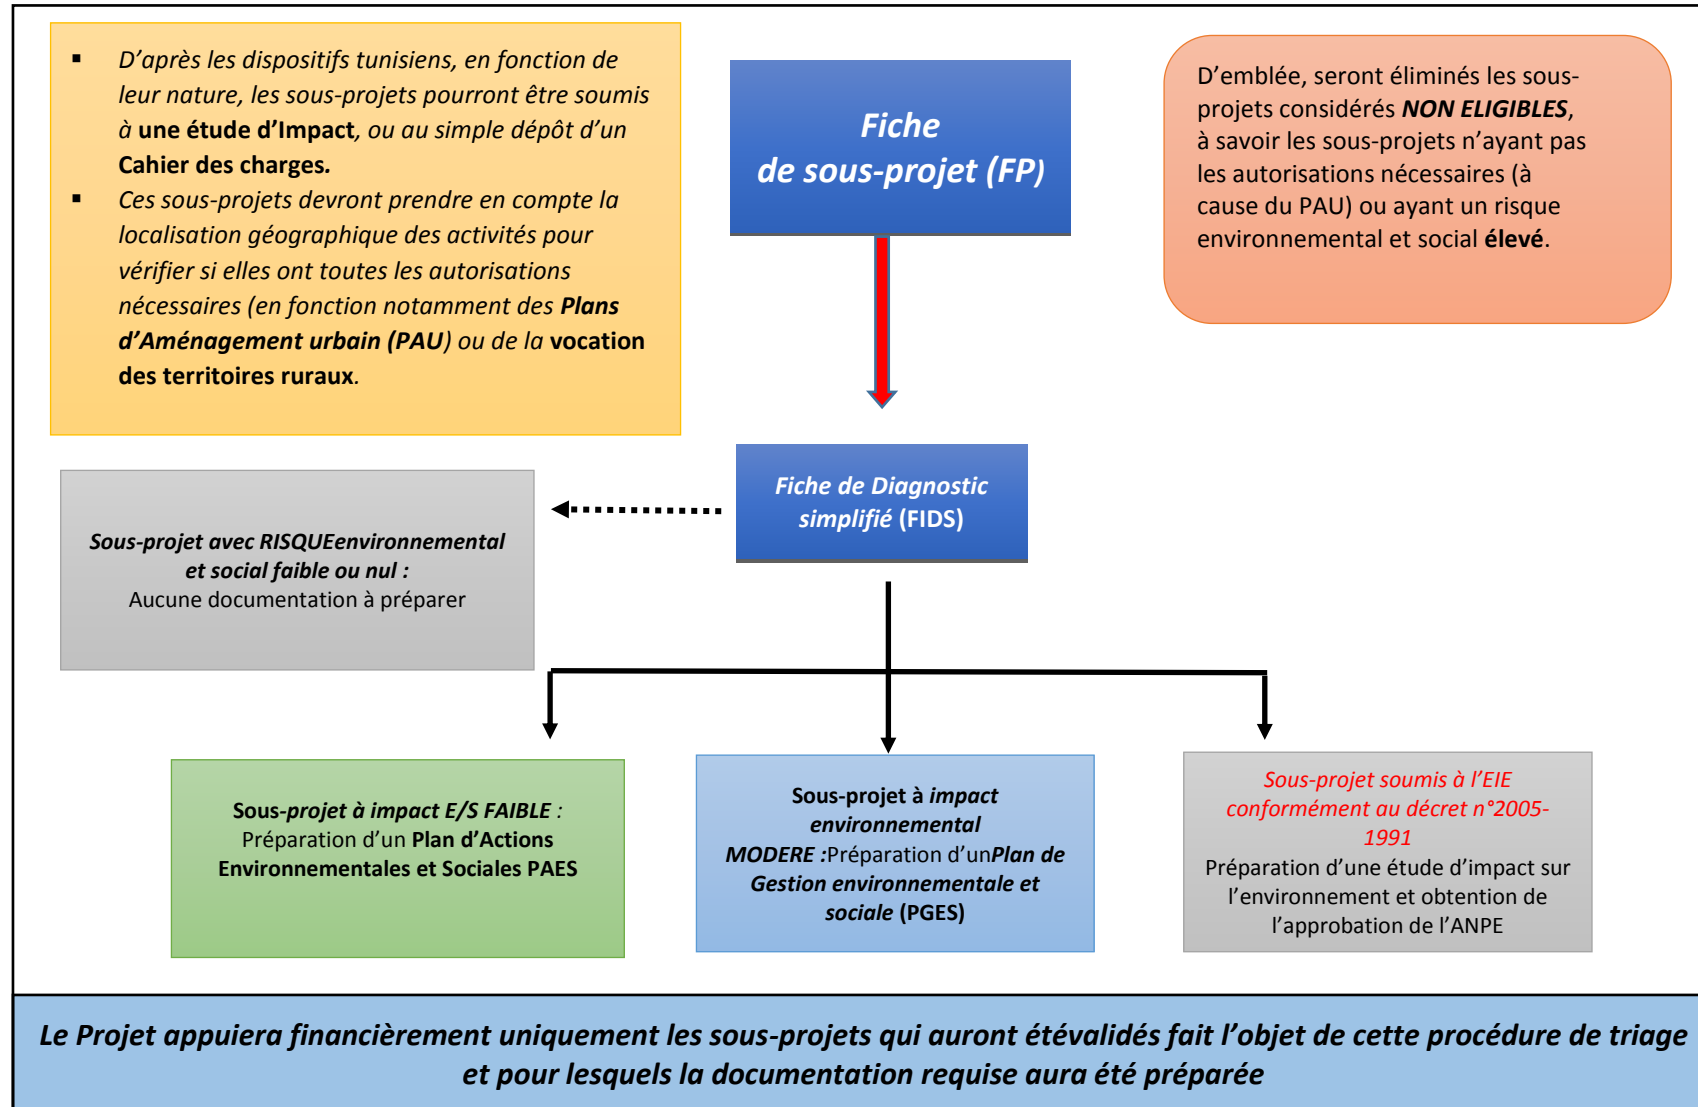 ▪ D’après les dispositifs tunisiens, en fonction de
leur nature, les sous-projets pourront être soumis
à une étude d’Impact, ou au simple dépôt d’un
Cahier des charges.
▪ Ces sous-projets devront prendre en compte la
localisation géographique des activités pour
vérifier si elles ont toutes les autorisations
nécessaires (en fonction notamment des Plans
d’Aménagement urbain (PAU) ou de la vocation
des territoires ruraux.
Fiche
de sous-projet (FP)
D’emblée, seront éliminés les sous-
projets considérés NON ELIGIBLES,
à savoir les sous-projets n’ayant pas
les autorisations nécessaires (à
cause du PAU) ou ayant un risque
environnemental et social élevé.
Fiche de Diagnostic
simplifié (FIDS)
Sous-projet avec RISQUEenvironnemental
et social faible ou nul :
Aucune documentation à préparer
Sous-projet à impact E/S FAIBLE :
Préparation d’un Plan d’Actions
Environnementales et Sociales PAES
Sous-projet à impact
environnemental
MODERE :Préparation d’unPlan de
Gestion environnementale et
sociale (PGES)
Sous-projet soumis à l’EIE
conformément au décret n°2005-
1991
Préparation d’une étude d’impact sur
l’environnement et obtention de
l’approbation de l’ANPE
Le Projet appuiera financièrement uniquement les sous-projets qui auront étévalidés fait l’objet de cette procédure de triage
et pour lesquels la documentation requise aura été préparée